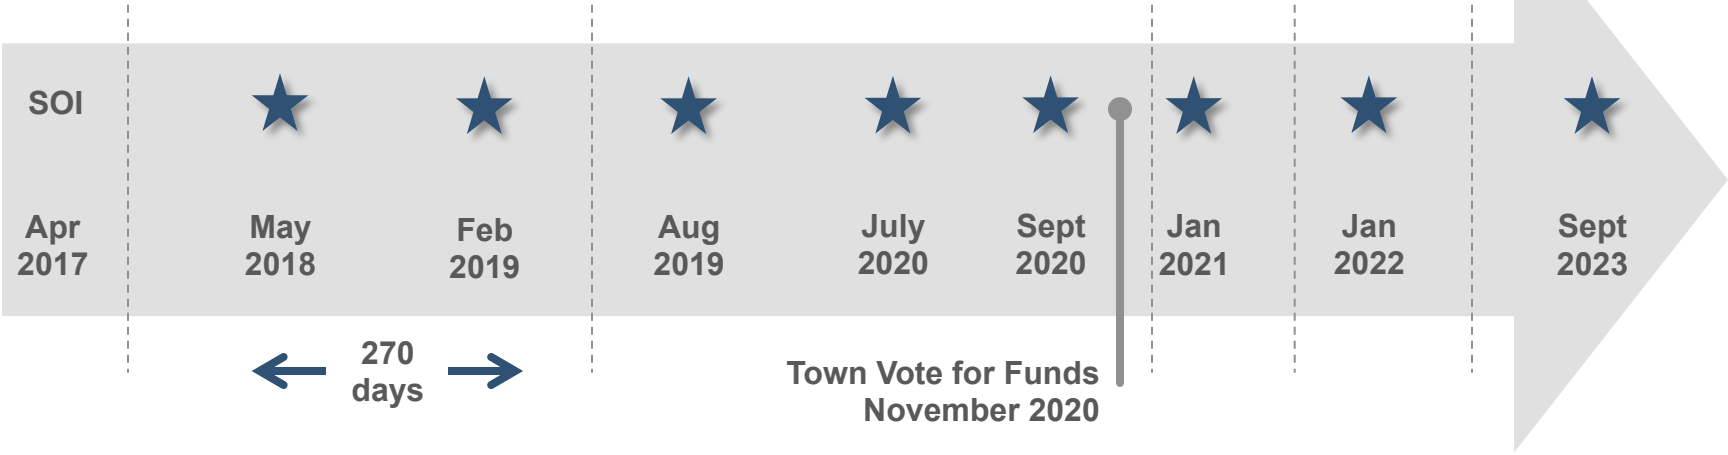 SOI
Apr
2017
May
2018
Feb
2019
Aug
2019
July
2020
Sept
2020
Jan
2021
Jan
2022
Sept
2023
270
days
Town Vote for Funds
November 2020